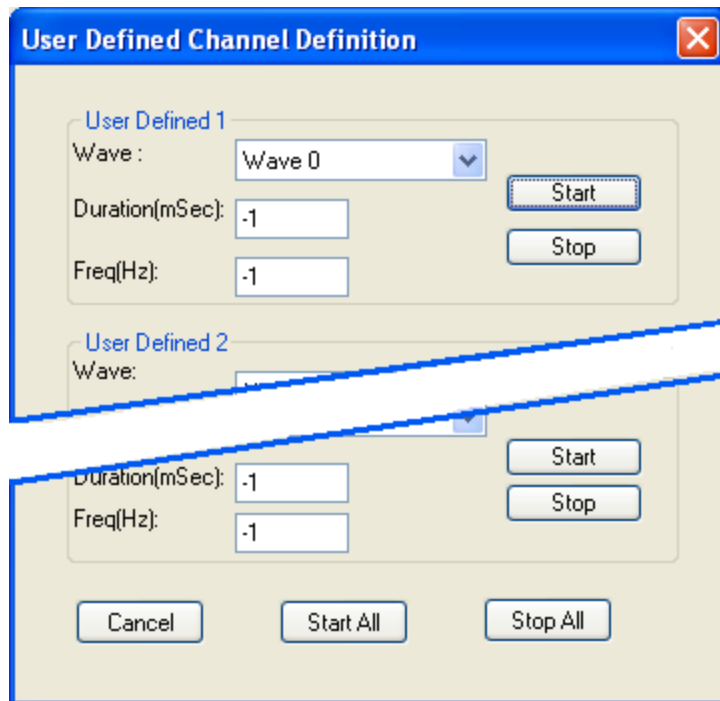 User Defined Channel Definition
User Defined 1
Wave :
Wave 0
Start
Duration(mSec):
-1
Stop
Freq(Hz):
-1
User Defined 2
Wave:
Duration(mSec):
-1
Start
Stop
Freq(Hz):
-1
Cancel
Start All
Stop All